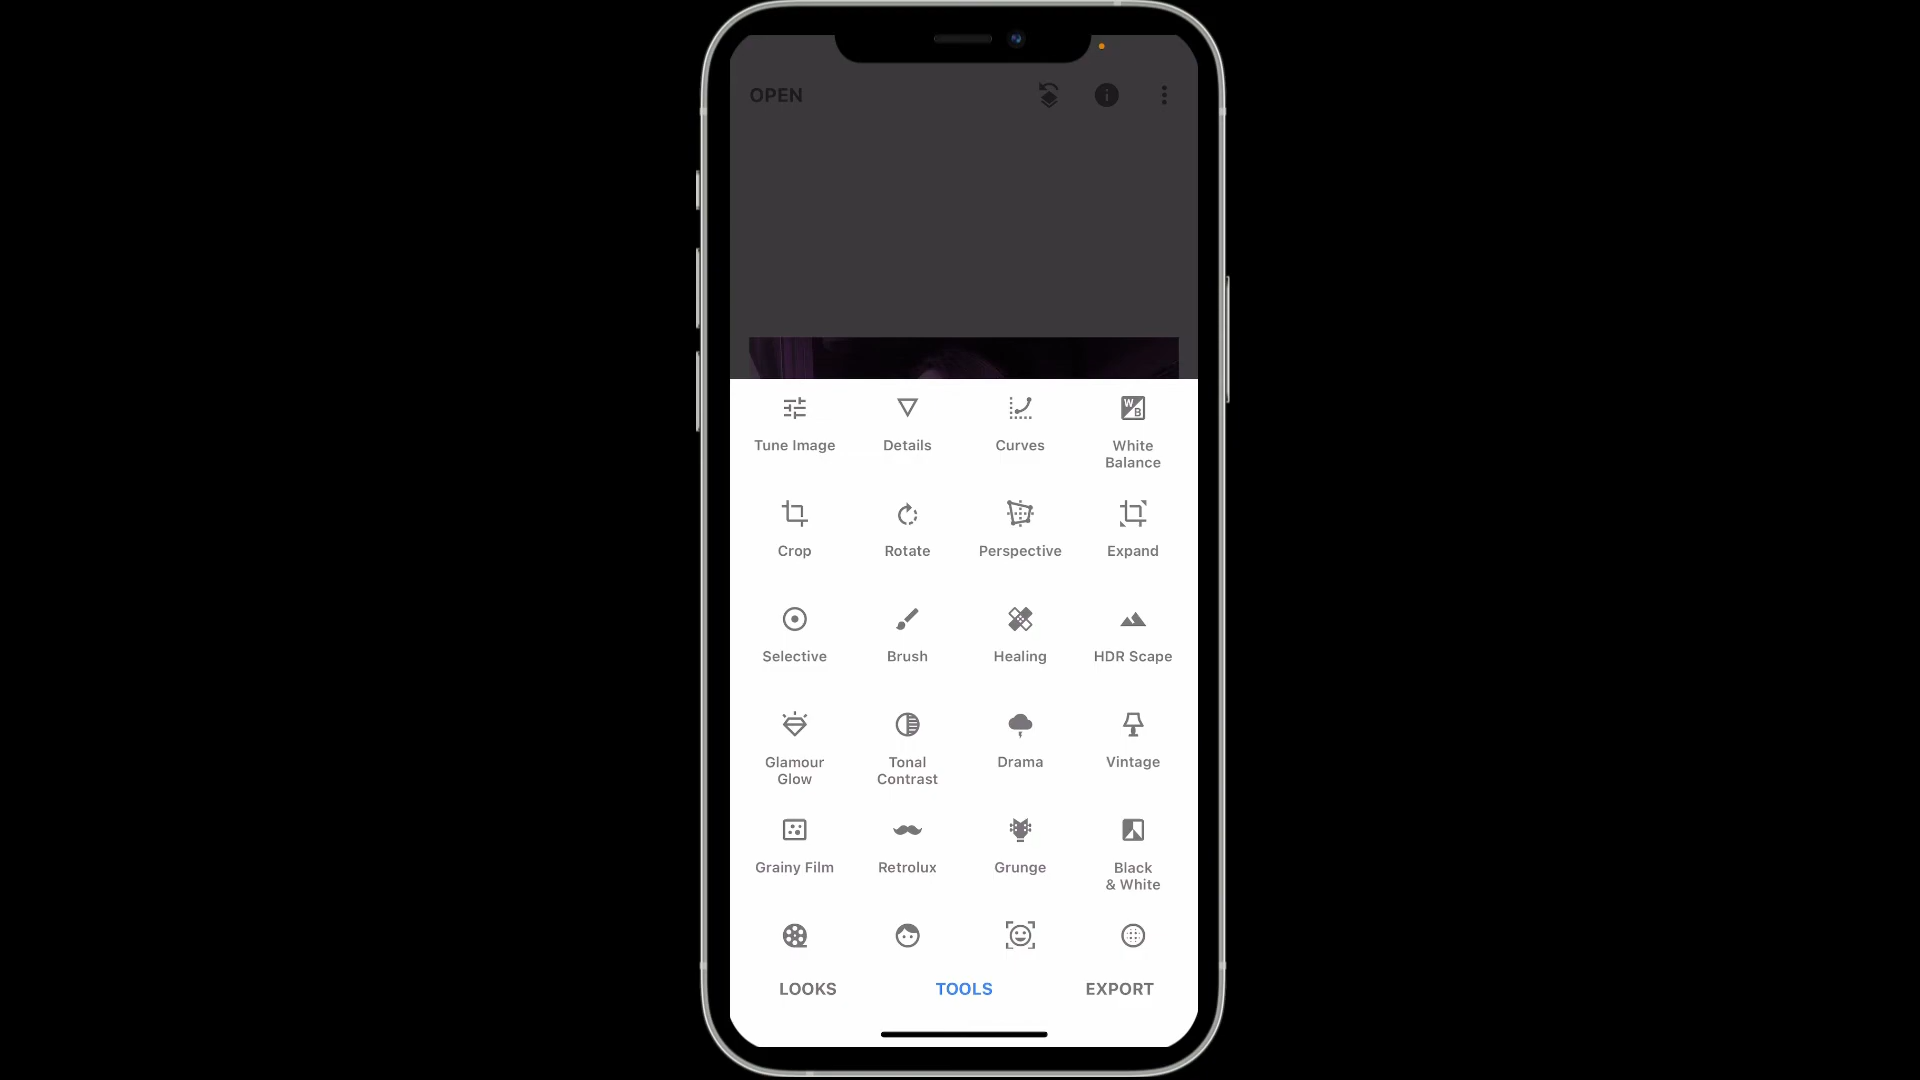 OPEN
Tune Image
Details
Curves
White
Balance
Crop
Rotate
Perspective
Expand
Selective
Brush
Healing
HDR Scape
Glamour
Glow
Tonal
Contrast
Drama
Vintage
Grainy Film
Retrolux
Grunge
Black
& White
LOOKS
TOOLS
EXPORT